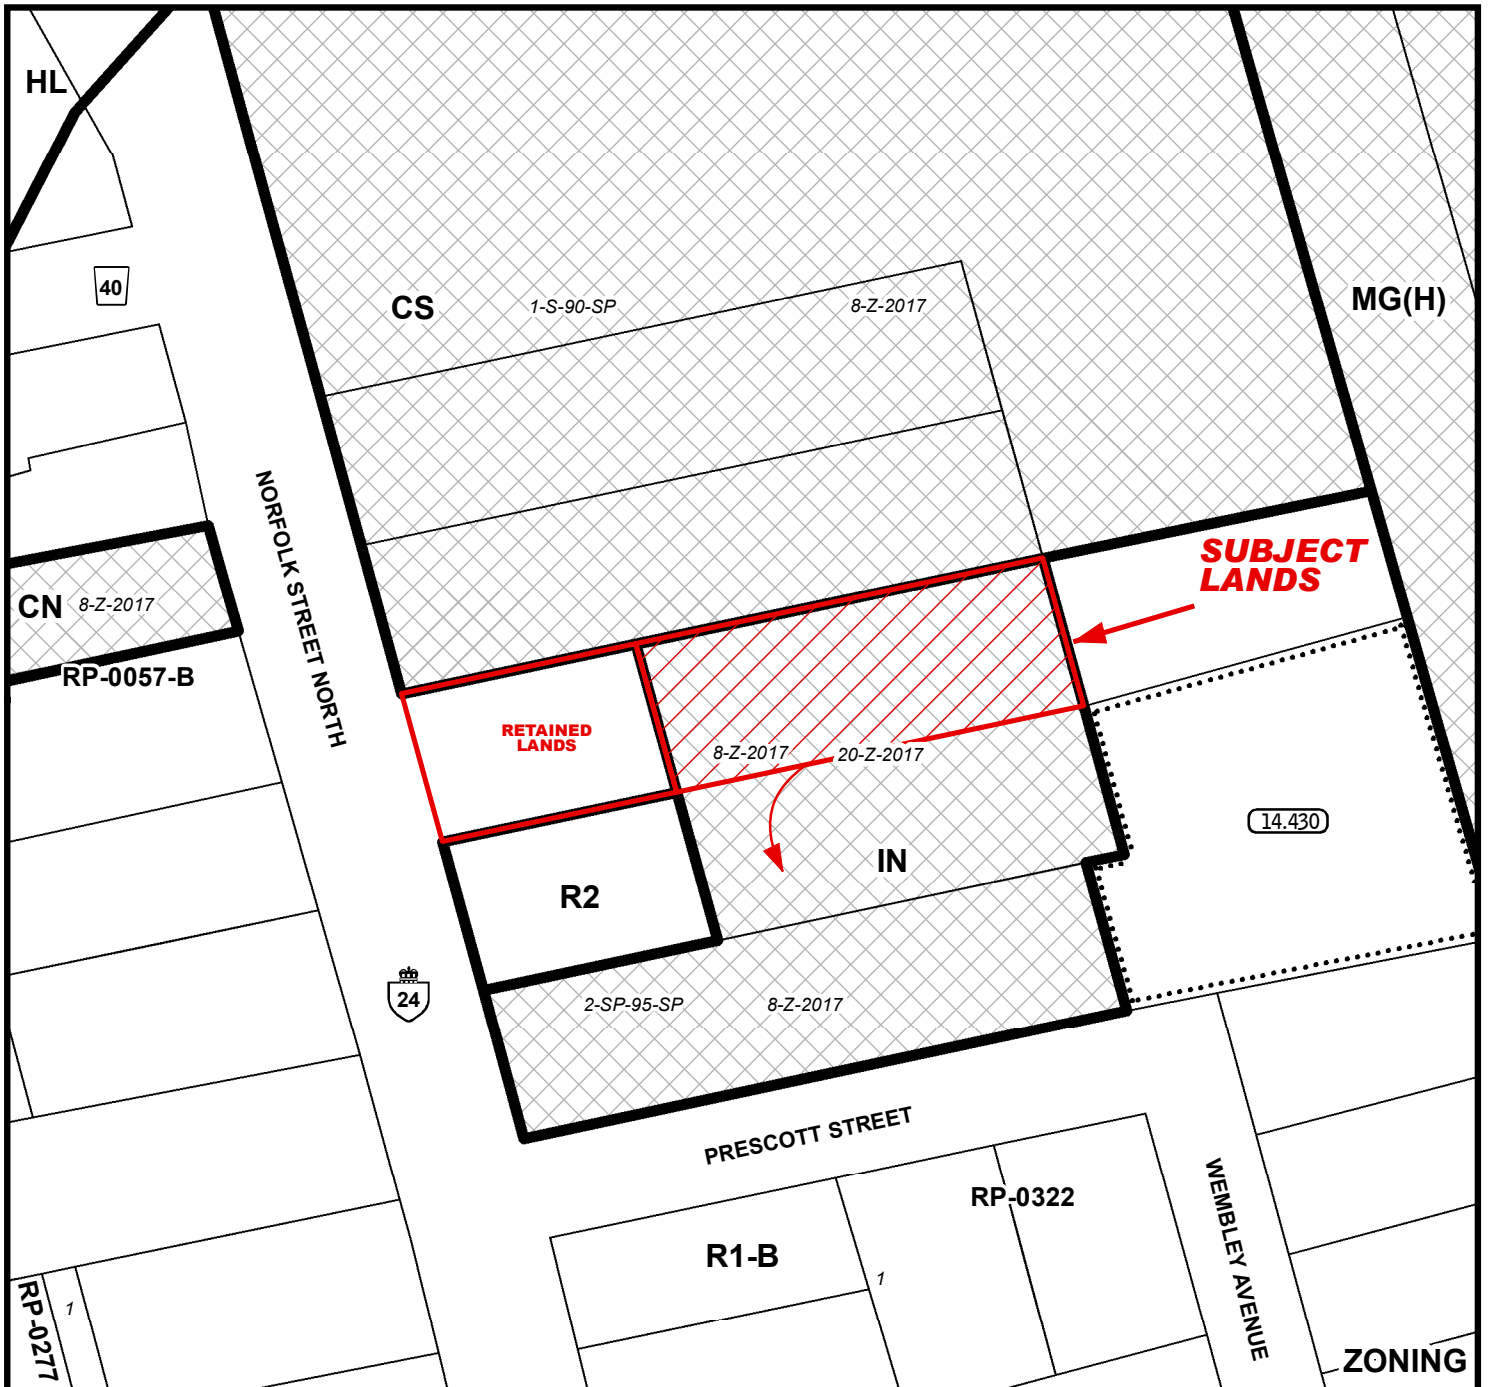 HL
40
CS
1-S-90-SP
8-Z-2017
MG(H)
NORFOLK STREET NORTH
SUBJECT
LANDS
CN
8-Z-2017
RP-0057-B
RETAINED
LANDS
8-Z-2017
20-Z-2017
14.430
IN
R2
24
2-SP-95-SP
8-Z-2017
PRESCOTT STREET
WEMBLEY AVENUE
RP-0322
R1-B
1
RP-0277
1
ZONING